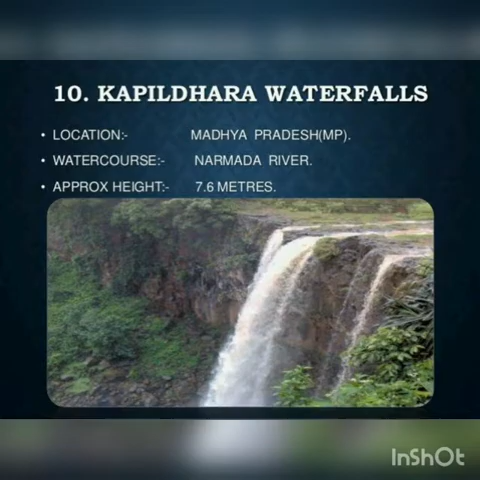 10. KAPILDHARA WATERFALLS
• LOCATION:- MADHYA PRADESH(MP).
• WATERCOURSE:- NARMADA RIVER.
• APPROX HEIGHT:- 7.6 METRES.
InShOt